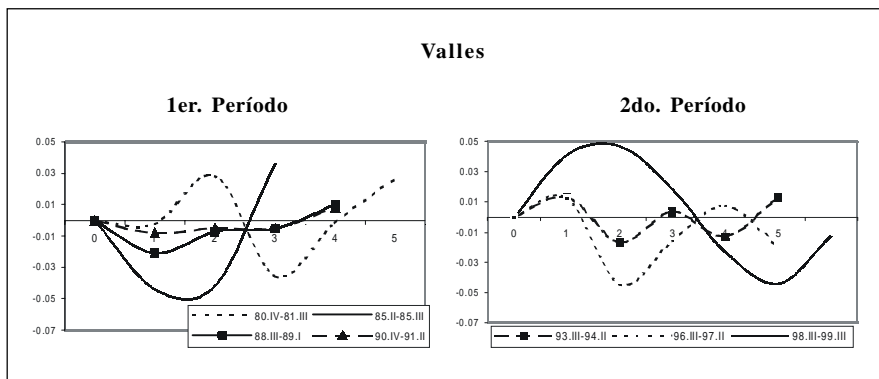 Valles
1er. Período
0.05
0.03
0.01
-0.01
-0.03
-0.05
-0.07
0 1 2 3 4 5
80.IV-81.III
85.II-85.III
88.III-89.I
90.IV-91.II
2do. Período
0.05
0.03
0.01
-0.01
-0.03
-0.05
-0.07
0 1 2 3 4 5
93.III-94.II
96.III-97.II
98.III-99.III